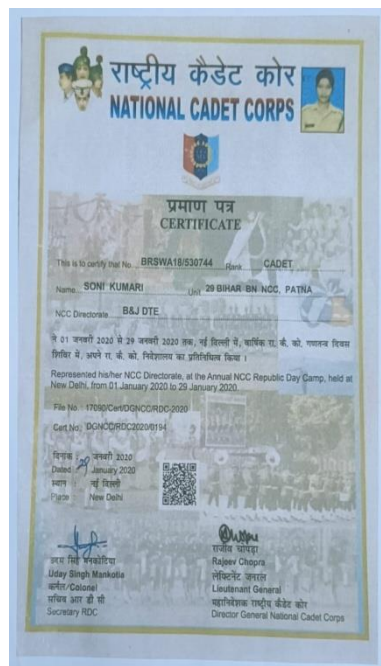 राष्ट्रीय कैडेट कोर
NATIONAL CADET CORPS
प्रमाण पत्र
CERTIFICATE
This is to certify that No. BRSWA18/530744 Rank CADET
Name SONI KUMARI Unit 29 BIHAR BN NCC, PATNA
NCC Directorate B&J DTE
ने 01 जनवरी 2020 से 29 जनवरी 2020 तक, नई दिल्ली में, वार्षिक रा. कै. को. गणतन्त्र दिवस
शिविर में, अपने रा. कै. को. निदेशालय का प्रतिनिधित्व किया ।
Represented his/her NCC Directorate, at the Annual NCC Republic Day Camp, held at
New Delhi, from 01 January 2020 to 29 January 2020.
File No. 17090/Cert/DGNCC/RDC-2020
Cert No. DGNCC/RDC2020/0194
दिनांक जनवरी 2020
Dated 29 January 2020
स्थान नई दिल्ली
Place New Delhi
उदय सिंह मनकोटिया
Uday Singh Mankotia
कर्नल/Colonel
सचिव आर डी सी
Secretary RDC
राजीव चोपड़ा
Rajeev Chopra
लेफ्टिनेंट जनरल
Lieutenant General
महानिदेशक राष्ट्रीय कैडेट कोर
Director General National Cadet Corps